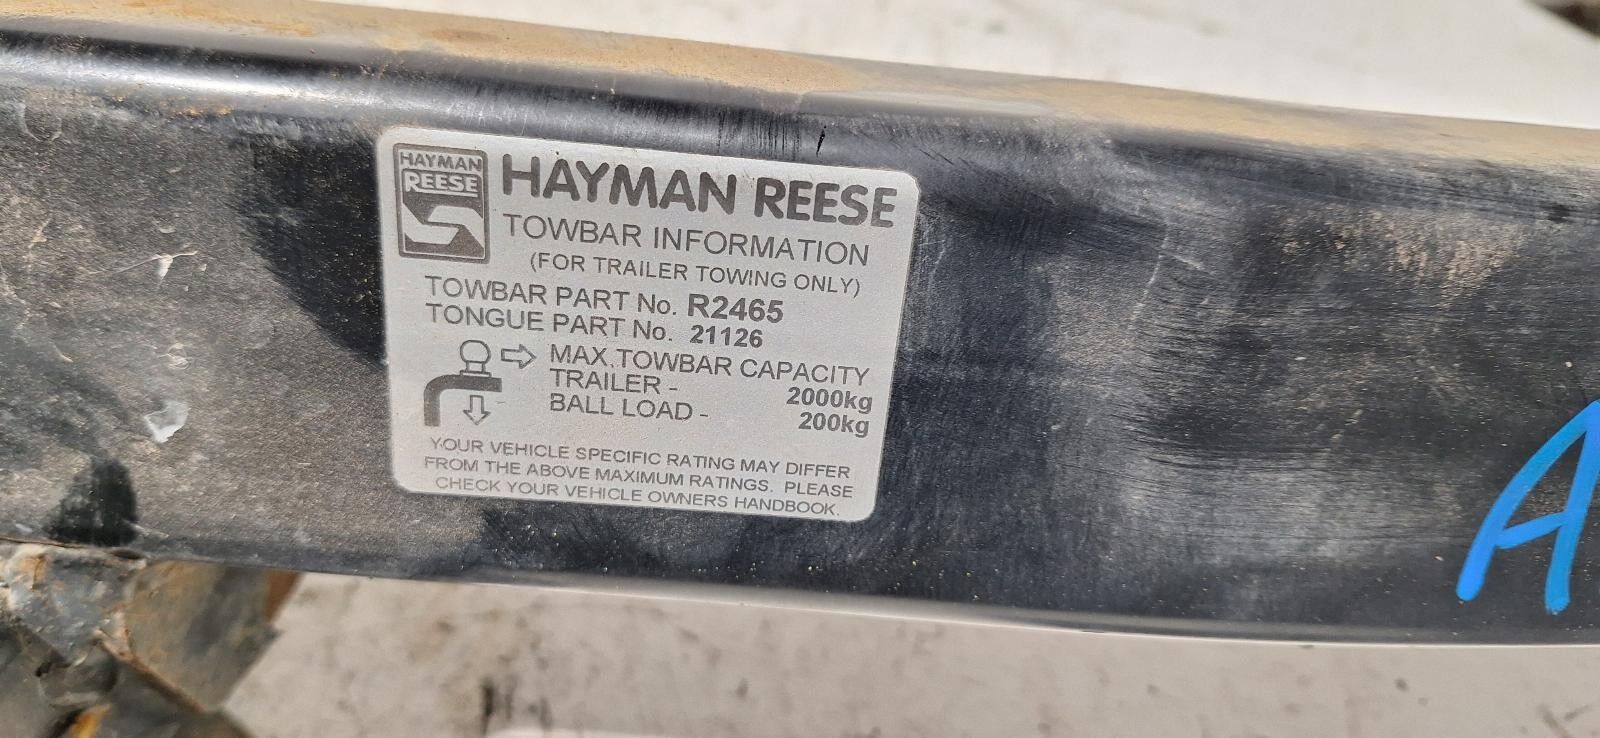 HAYMAN
REESE
HAYMAN REESE
TOWBAR INFORMATION
(FOR TRAILER TOWING ONLY)
TOWBAR PART No. R2465
TONGUE PART No. 21126
MAX.TOWBAR CAPACITY
TRAILER - 2000kg
BALL LOAD - 200kg
YOUR VEHICLE SPECIFIC RATING MAY DIFFER
FROM THE ABOVE MAXIMUM RATINGS. PLEASE
CHECK YOUR VEHICLE OWNERS HANDBOOK.
A